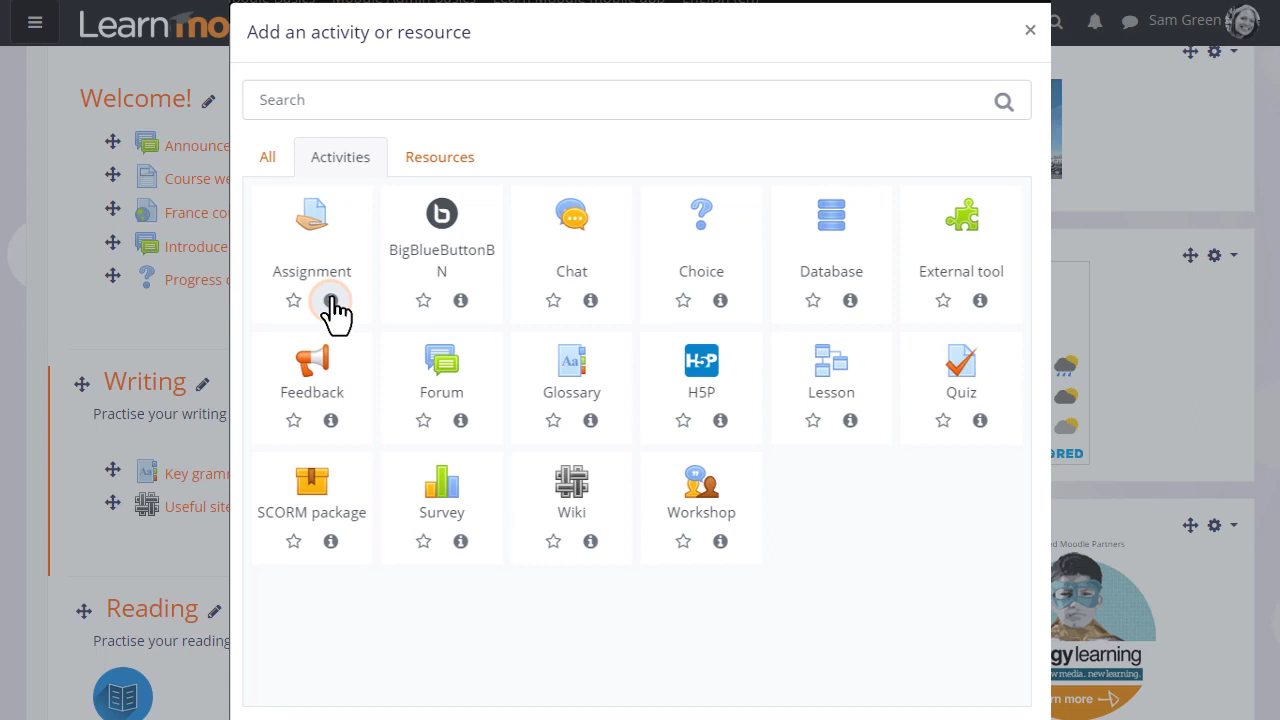 Learn mo
Add an activity or resource
×
Sam Green
Search
Welcome!
Announce
Course we
France co
Introduce
Progress
All
Activities
Resources
Assignment
BigBlueButtonB
N
Chat
Choice
Database
External tool
Feedback
Forum
Glossary
H5P
Lesson
Quiz
SCORM package
Survey
Wiki
Workshop
Writing
Practise your writing
Key gramm
Useful site
Reading
Practise your reading
RED
ed Moodle Partners
gy learning
w media. new learning.
rn more